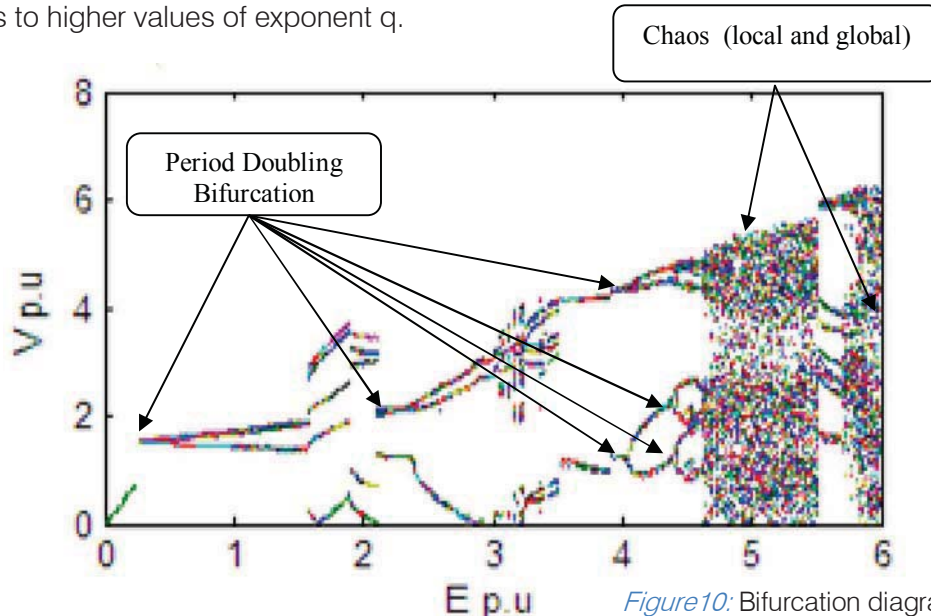 s to higher values of exponent q.
Chaos (local and global)
Period Doubling
Bifurcation
8
6
4
2
0
V p.u
0 1 2 3 4 5 6
E p.u
Figure10: Bifurcation diagra